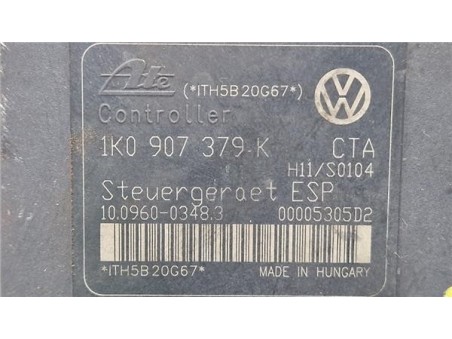 Ate (*ITH5B20G67*)
Controller
1K0 907 379 K CTA
H11/S0104
Steuergeraet ESP
10.0960-0348.3 00005305D2
*ITH5B20G67* MADE IN HUNGARY